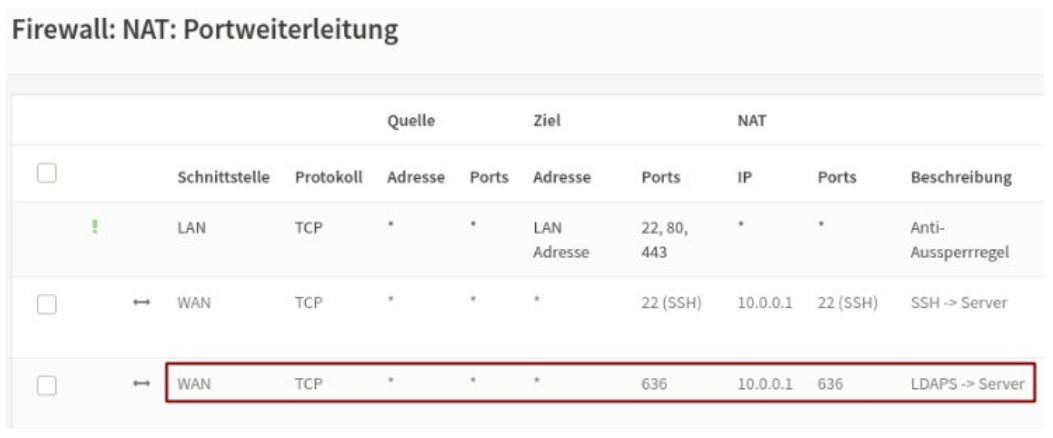 Firewall: NAT: Portweiterleitung
Quelle Ziel NAT
Schnittstelle Protokoll Adresse Ports Adresse Ports IP Ports Beschreibung
! LAN TCP * * LAN 22, 80, * * Anti-
Adresse 443 Aussperrregel
WAN TCP * * * 22 (SSH) 10.0.0.1 22 (SSH) SSH -> Server
WAN TCP * * * 636 10.0.0.1 636 LDAPS -> Server